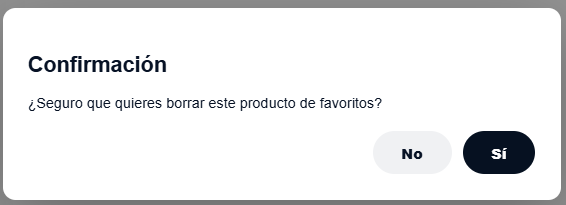 Confirmación
¿Seguro que quieres borrar este producto de favoritos?
No
Sí